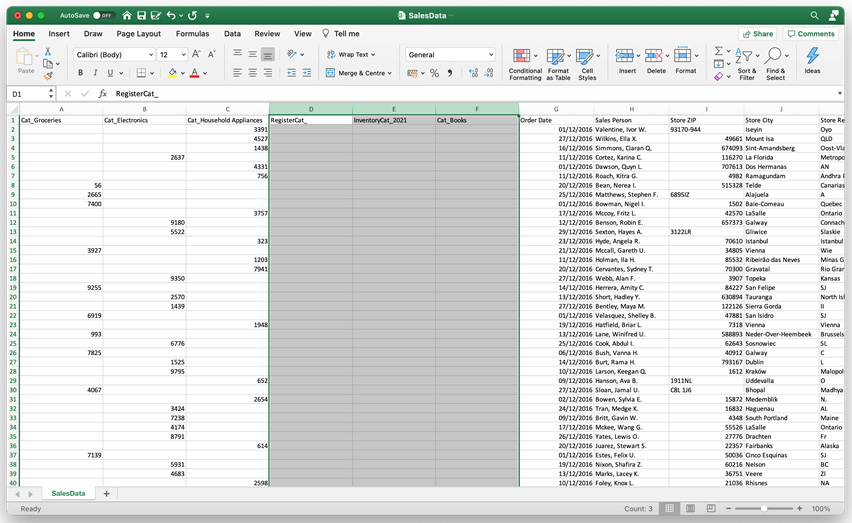 AutoSave OFF SalesData
Home Insert Draw Page Layout Formulas Data Review View Tell me Share Comments
Paste Calibri (Body) 12 A A Wrap Text General Conditional Formatting Format as Table Cell Styles Insert Delete Format Sort & Filter Find & Select Ideas
B I U A Merge & Centre %
D1 fx RegisterCat_
A B C D E F G H I J K
1 Cat_Groceries Cat_Electronics Cat_Household Appliances RegisterCat_ InventoryCat_2021 Cat_Books Order Date Sales Person Store ZIP Store City Store Re
2 3391 01/12/2016 Valentine, Ivor W. 93170-944 Iseyin Oyo
3 4527 27/12/2016 Wilkins, Ella X. 49661 Mount Isa QLD
4 1438 16/12/2016 Simmons, Ciaran Q. 674093 Sint-Amandsberg Oost-Vla
5 2637 11/12/2016 Cortez, Karina C. 116270 La Florida Metropo
6 4331 01/12/2016 Dawson, Quyn L. 707613 Dos Hermanas AN
7 756 11/12/2016 Roach, Kitra G. 4982 Ramagundam Andhra
8 56 20/12/2016 Bean, Nerea I. 515328 Telde Canarias
9 2665 25/12/2016 Matthews, Stephen F. 6895IZ Alajuela A
10 7400 01/12/2016 Bowman, Nigel I. 1502 Baie-Comeau Quebec
11 3757 17/12/2016 Mccoy, Fritz L. 42570 LaSalle Ontario
12 9180 12/12/2016 Benson, Robin E. 657373 Galway Connach
13 5522 29/12/2016 Sexton, Hayes A. 3122LR Gliwice Slaskie
14 323 23/12/2016 Hyde, Angela R. 70610 Istanbul Istanbul
15 3927 21/12/2016 Mccall, Gareth U. 34805 Vienna Wie
16 1203 11/12/2016 Holman, Ila H. 85532 Ribeirão das Neves Minas G
17 7941 20/12/2016 Cervantes, Sydney T. 70300 Gravataí Rio Gran
18 9350 27/12/2016 Webb, Alan F. 3907 Topeka Kansas
19 9255 14/12/2016 Herrera, Amity C. 84227 San Felipe SJ
20 2570 13/12/2016 Short, Hadley Y. 630894 Tauranga North Isl
21 1439 27/12/2016 Bentley, Maya M. 122126 Sierra Gorda II
22 6919 01/12/2016 Velasquez, Shelley B. 47881 San Isidro SJ
23 1948 19/12/2016 Hatfield, Briar L. 7318 Vienna Vienna
24 993 13/12/2016 Lane, Winifred U. 588893 Neder-Over-Heembeek Brussels
25 6776 25/12/2016 Cook, Abdul I. 62643 Sosnowiec SL
26 7825 06/12/2016 Bush, Vanna H. 40912 Galway C
27 1525 14/12/2016 Burt, Rama H. 793167 Dublin L
28 9795 10/12/2016 Larson, Keegan Q. 1612 Kraków Malopol
29 652 09/12/2016 Hanson, Ava B. 1911NL Uddevalla O
30 4067 27/12/2016 Sloan, Jamal U. C8L 1J6 Bhopal Madhya
31 2654 02/12/2016 Bowen, Sylvia E. 15872 Medemblik N.
32 3424 24/12/2016 Tran, Medge K. 16832 Haguenau AL
33 7238 09/12/2016 Britt, Gavin W. 4348 South Portland Maine
34 4174 17/12/2016 Mckee, Wang G. 55526 LaSalle Ontario
35 8791 26/12/2016 Yates, Lewis O. 27776 Drachten Fr
36 614 20/12/2016 Juarez, Stewart S. 22357 Fairbanks Alaska
37 7139 01/12/2016 Estes, Felix U. 50036 Cinco Esquinas SJ
38 5931 19/12/2016 Nixon, Shafira Z. 60216 Nelson BC
39 4683 13/12/2016 Marks, Lacey K. 36751 Veere ZI
40 2598 10/12/2016 Foley, Knox L. 21036 Rhisnes NA
SalesData +
Ready Count: 3 100%